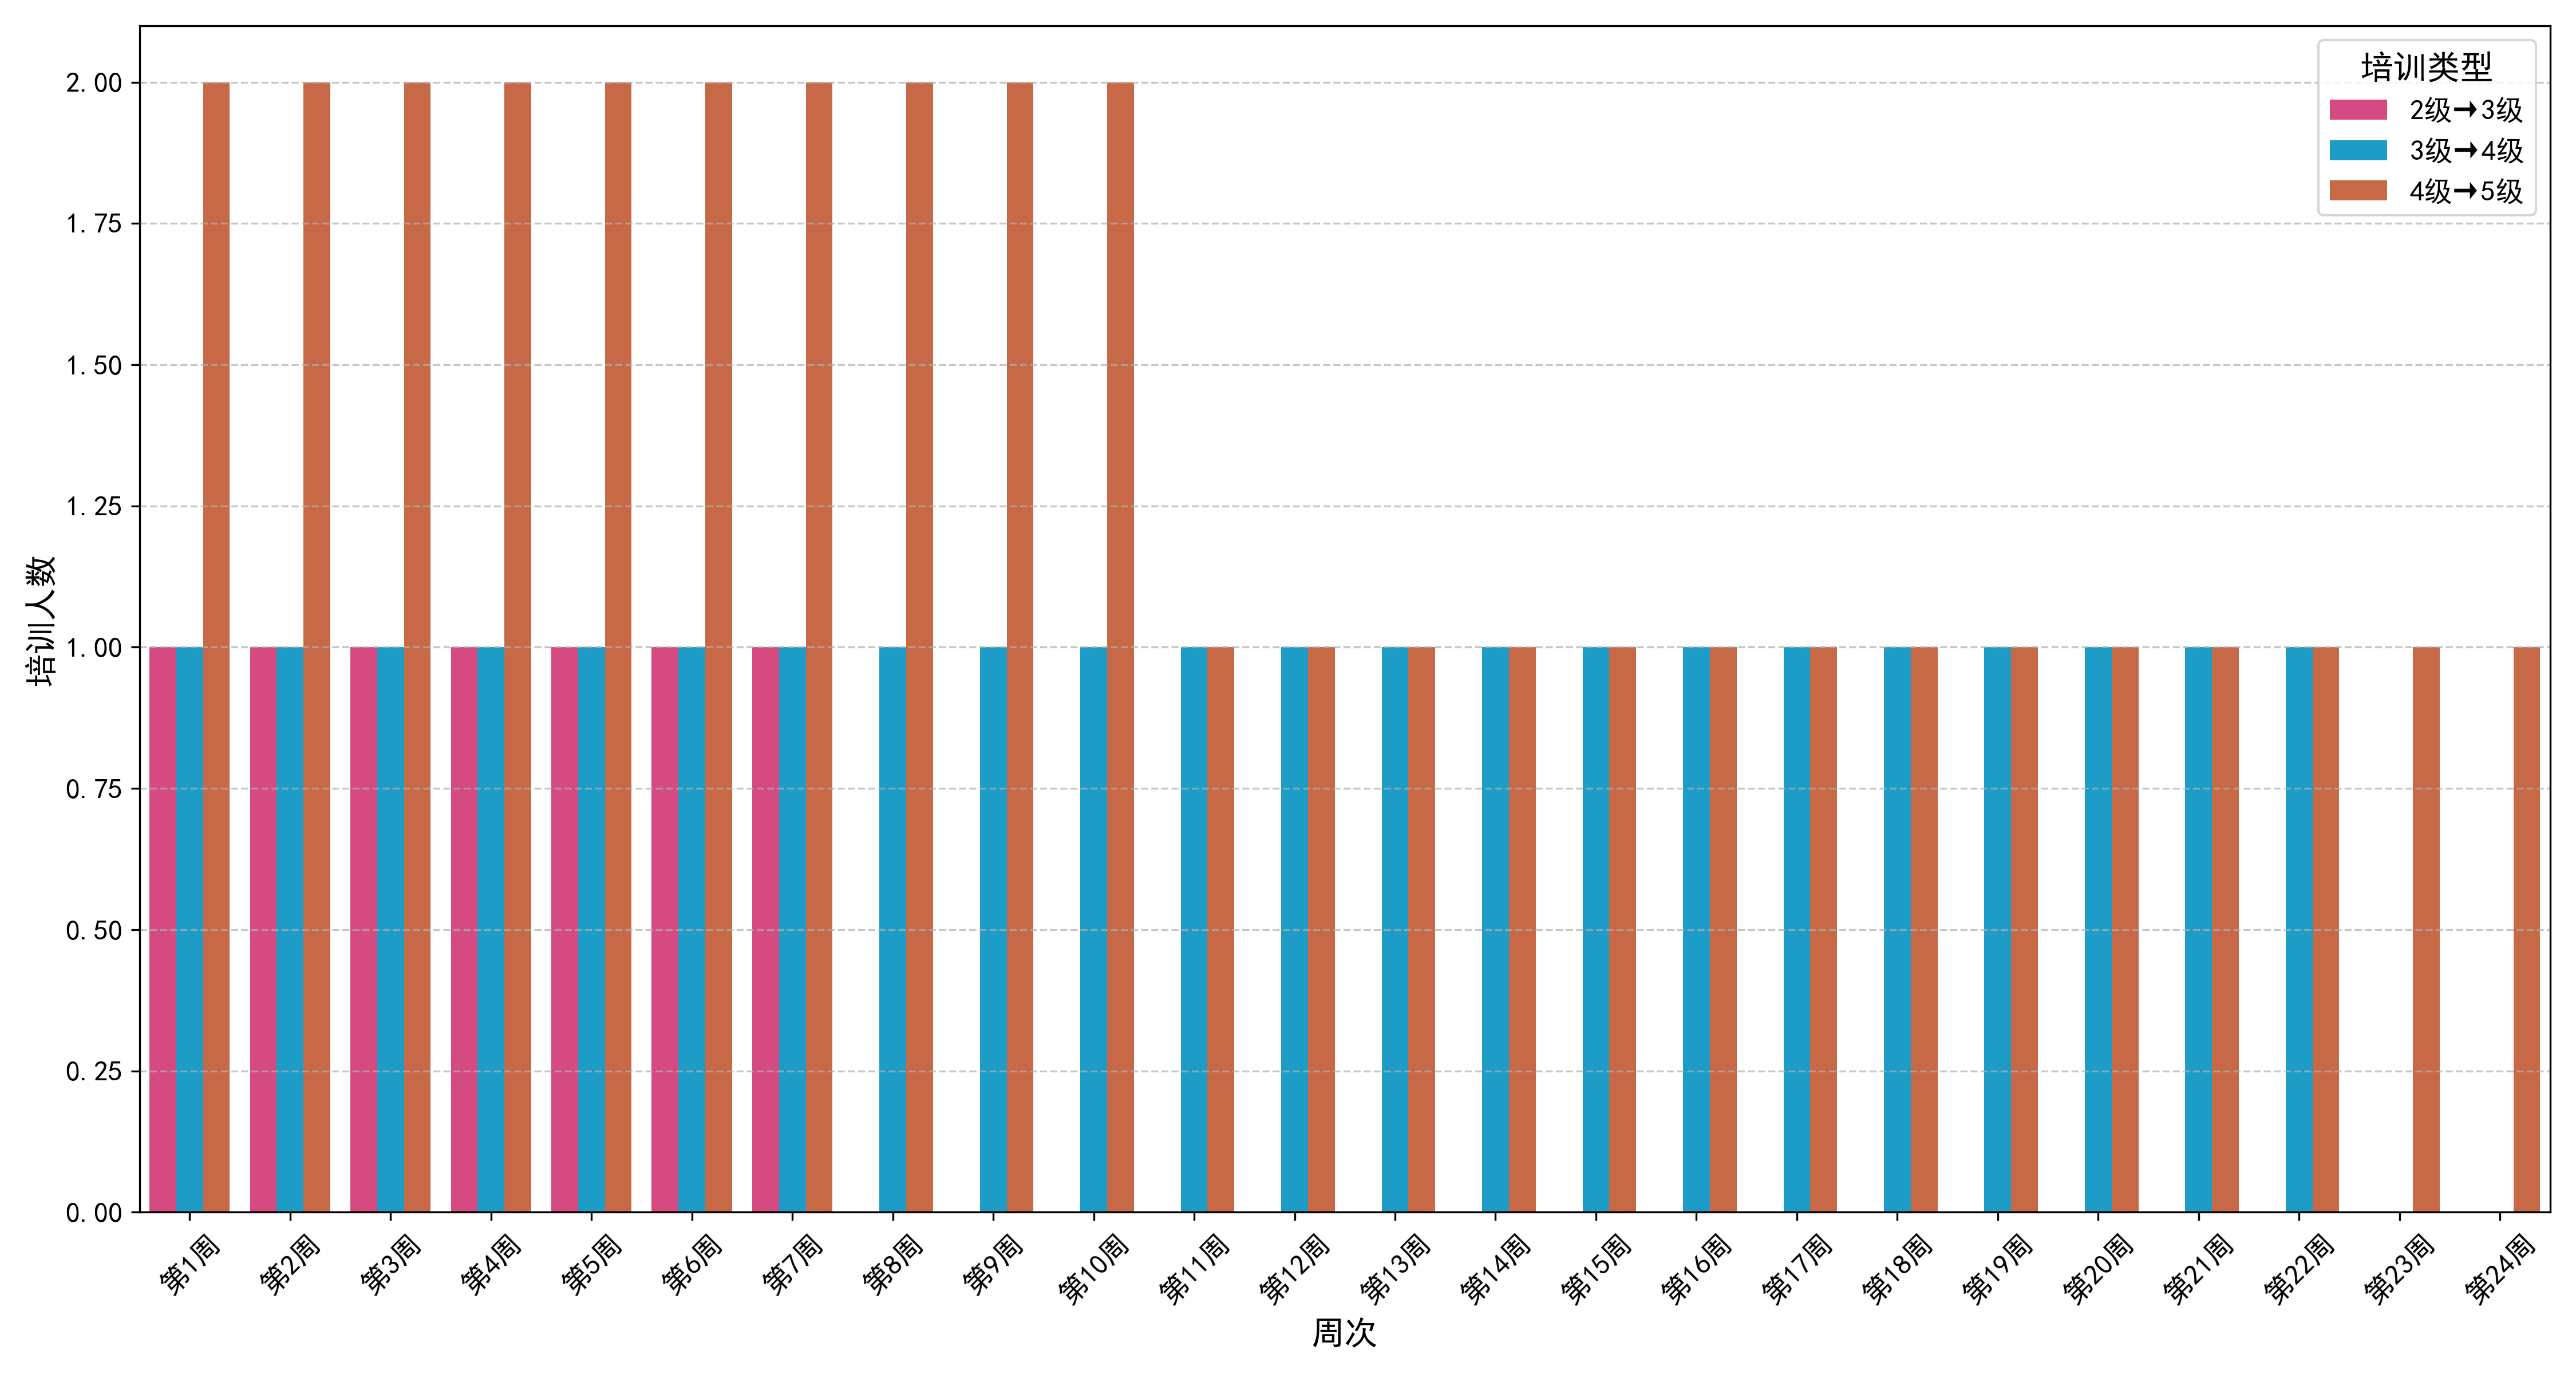 培训类型
2级→3级
3级→4级
4级→5级
培训人数
2.00
1.75
1.50
1.25
1.00
0.75
0.50
0.25
0.00
第1周
第2周
第3周
第4周
第5周
第6周
第7周
第8周
第9周
第10周
第11周
第12周
第13周
第14周
第15周
第16周
第17周
第18周
第19周
第20周
第21周
第22周
第23周
第24周
周次